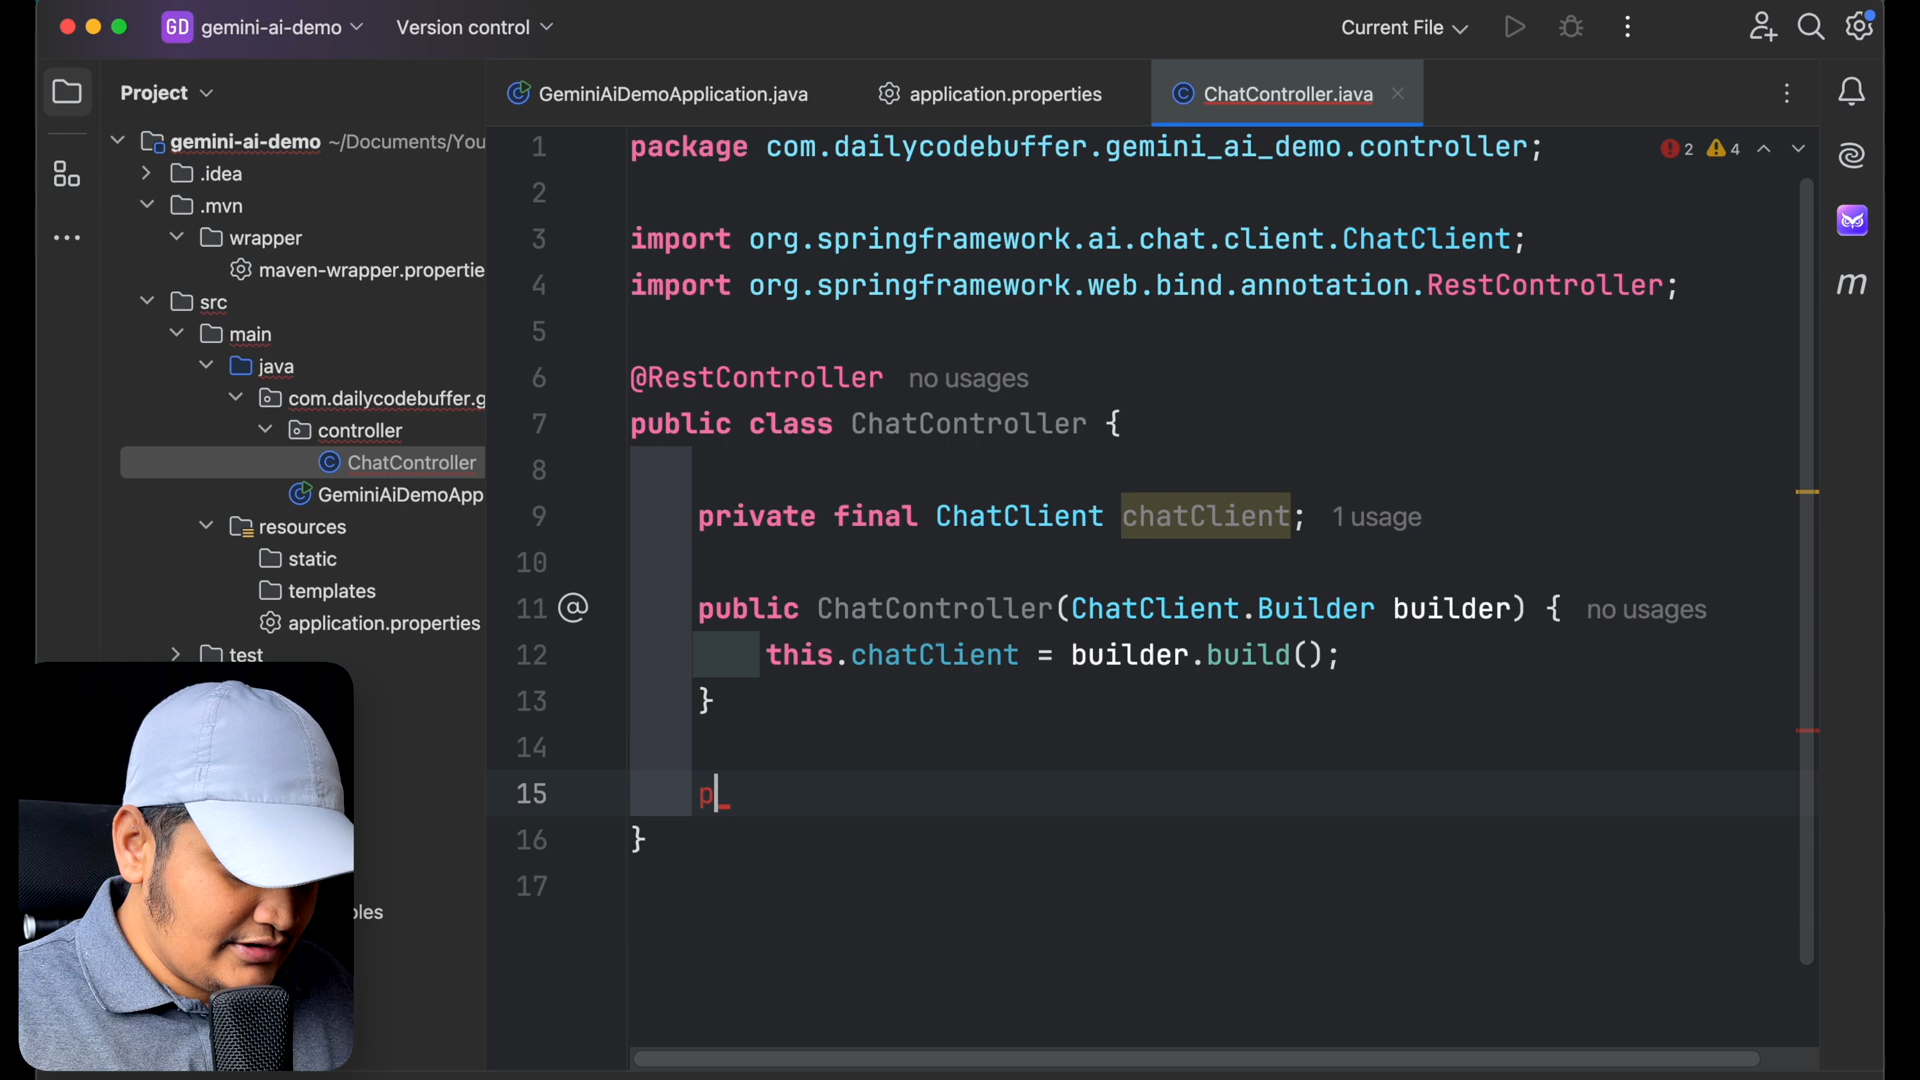 GD gemini-ai-demo Version control Current File
Project
GeminiAiDemoApplication.java application.properties ChatController.java
gemini-ai-demo ~/Documents/You
.idea
.mvn
wrapper
maven-wrapper.propertie
src
main
java
com.dailycodebuffer.g
controller
ChatController
GeminiAiDemoApp
resources
static
templates
application.properties
test
bles
1 package com.dailycodebuffer.gemini_ai_demo.controller; 2 4
2
3 import org.springframework.ai.chat.client.ChatClient;
4 import org.springframework.web.bind.annotation.RestController;
5
6 @RestController no usages
7 public class ChatController {
8
9 private final ChatClient chatClient; 1 usage
10
11 @ public ChatController(ChatClient.Builder builder) { no usages
12 this.chatClient = builder.build();
13 }
14
15 p
16 }
17
m